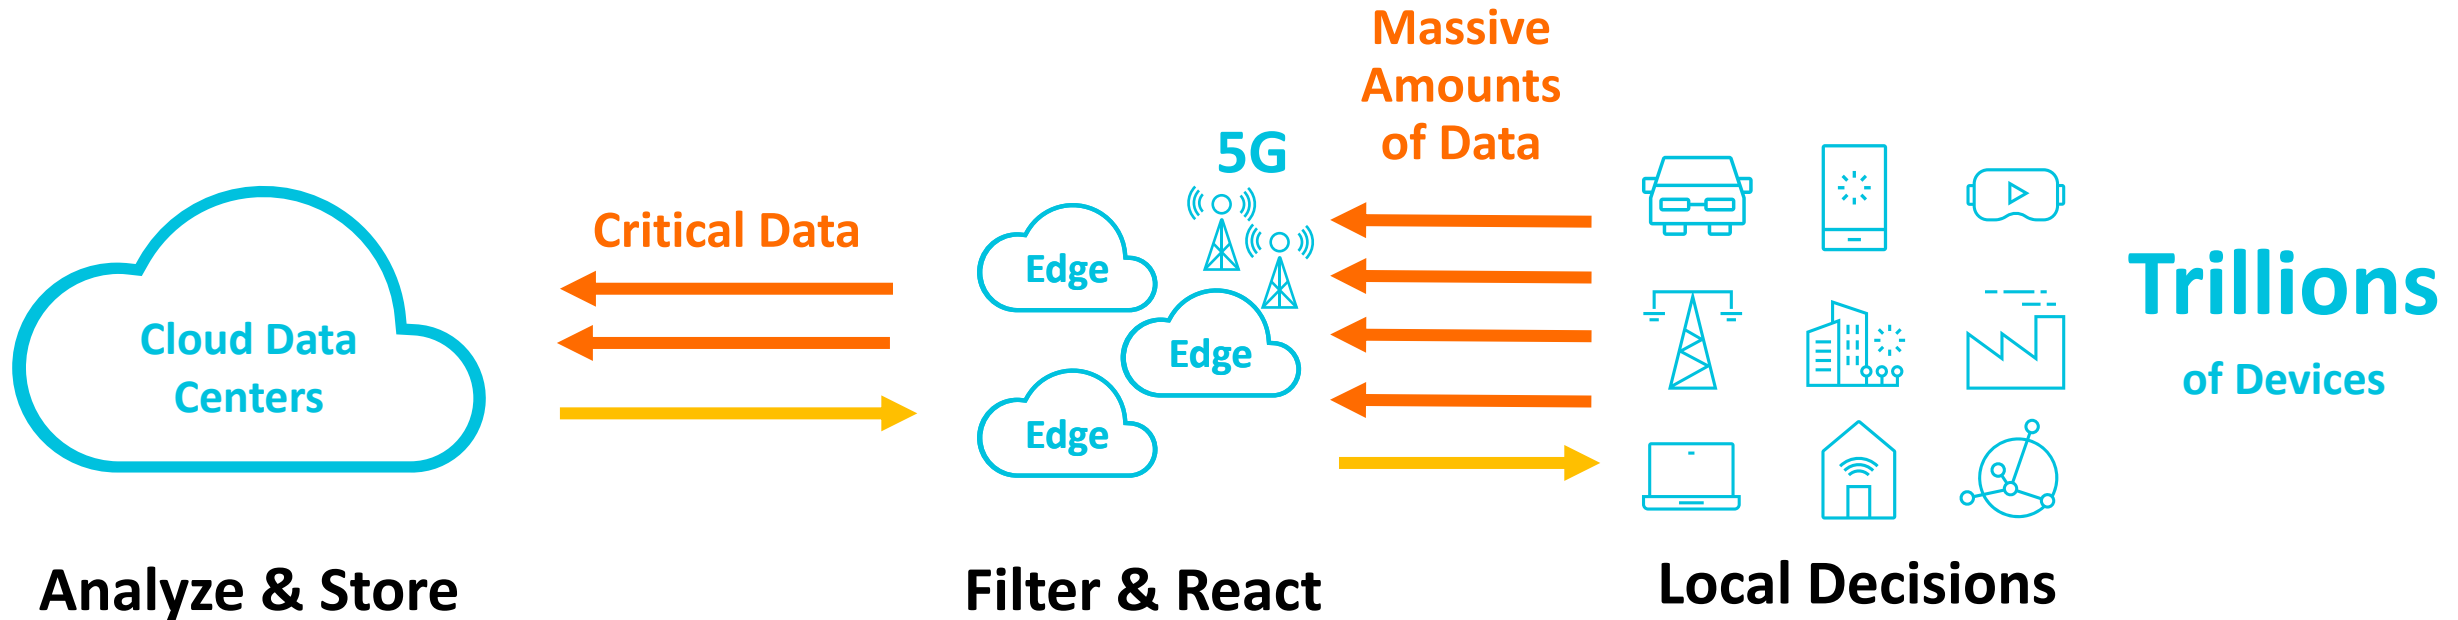 Cloud Data
Centers
Analyze & Store
Critical Data
5G
Edge
Edge
Edge
Filter & React
Massive
Amounts
of Data
Local Decisions
Trillions
of Devices